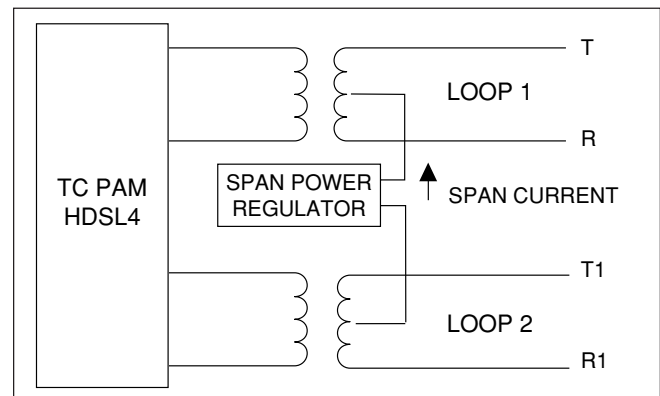 T
LOOP 1
R
TC PAM
HDSL4
SPAN POWER
REGULATOR
SPAN CURRENT
T1
LOOP 2
R1